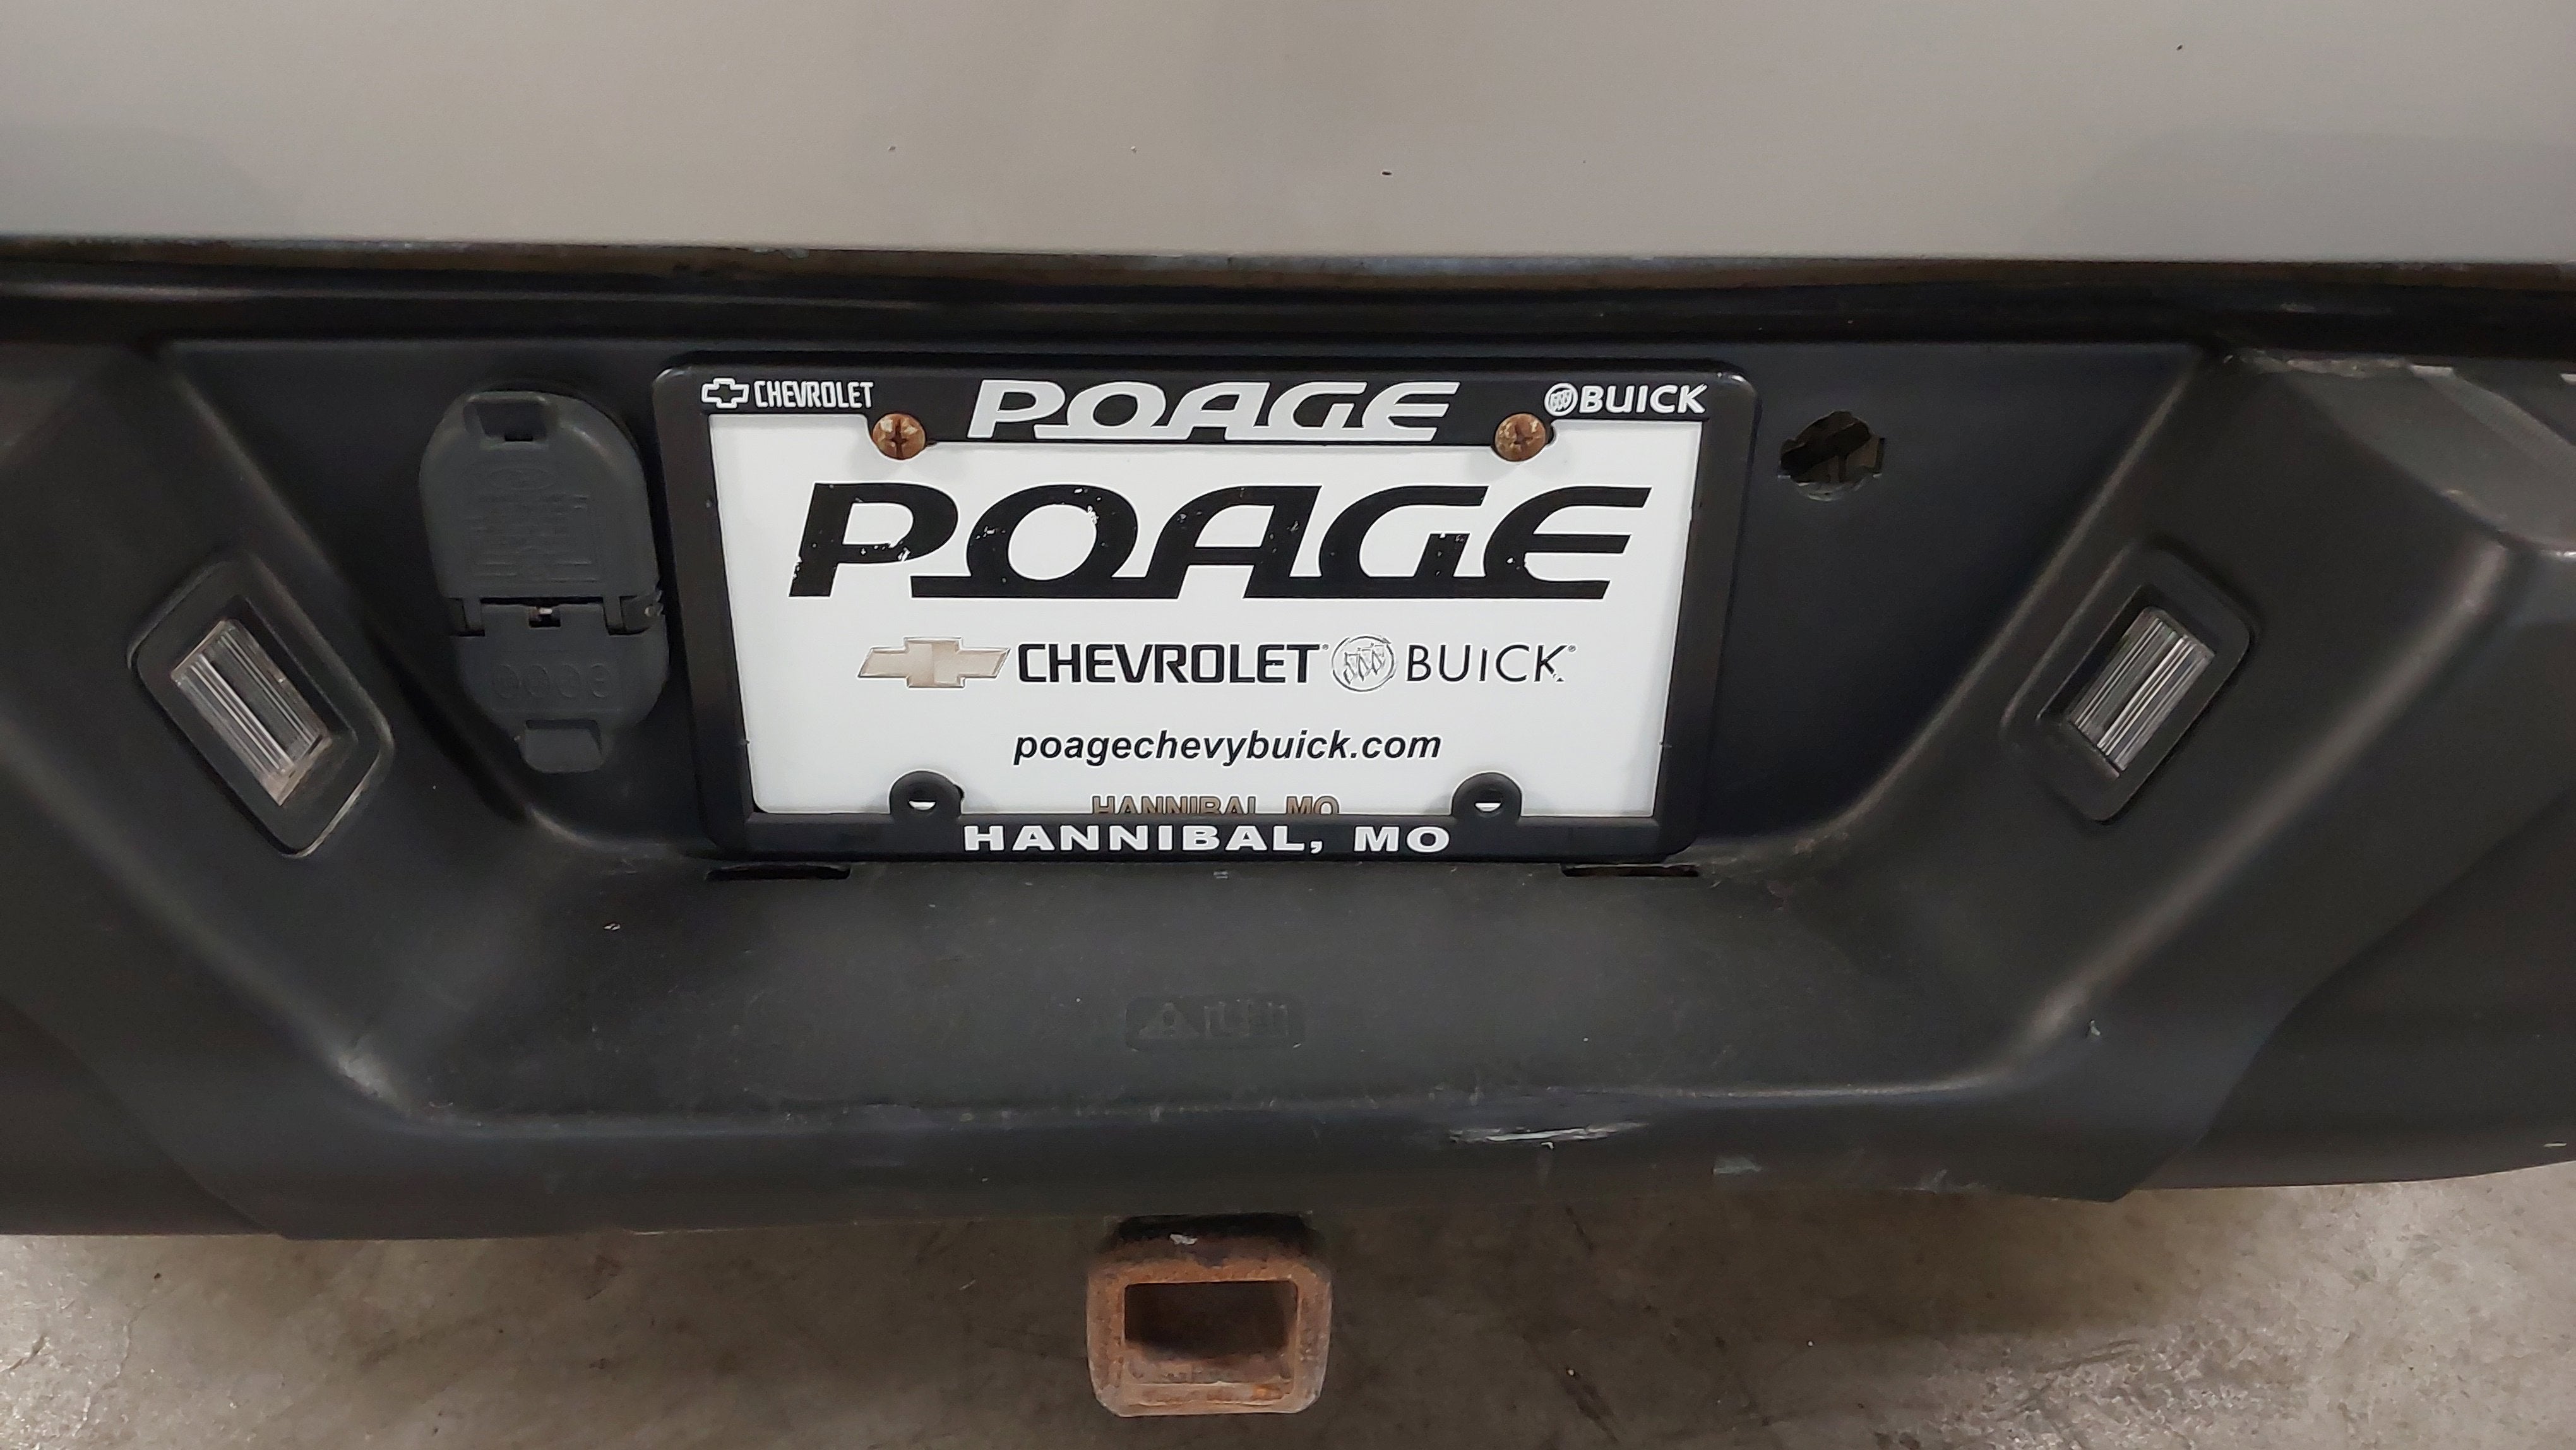 CHEVROLET POAGE BUICK
POAGE
CHEVROLET® BUICK®
poagechevybuick.com
HANNIBAL, MO
HANNIBAL, MO